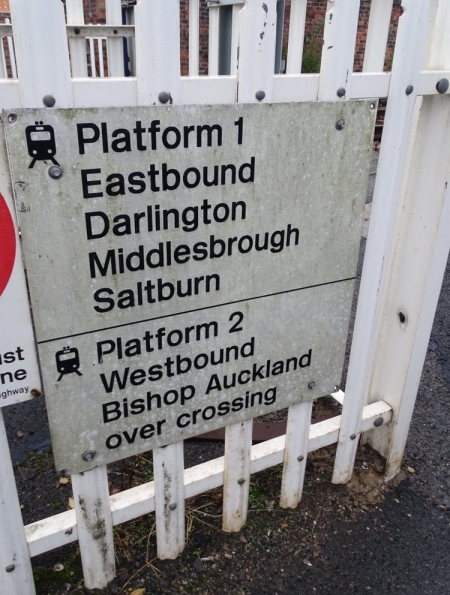 Platform 1
Eastbound
Darlington
Middlesbrough
Saltburn
Platform 2
Westbound
Bishop Auckland
over crossing